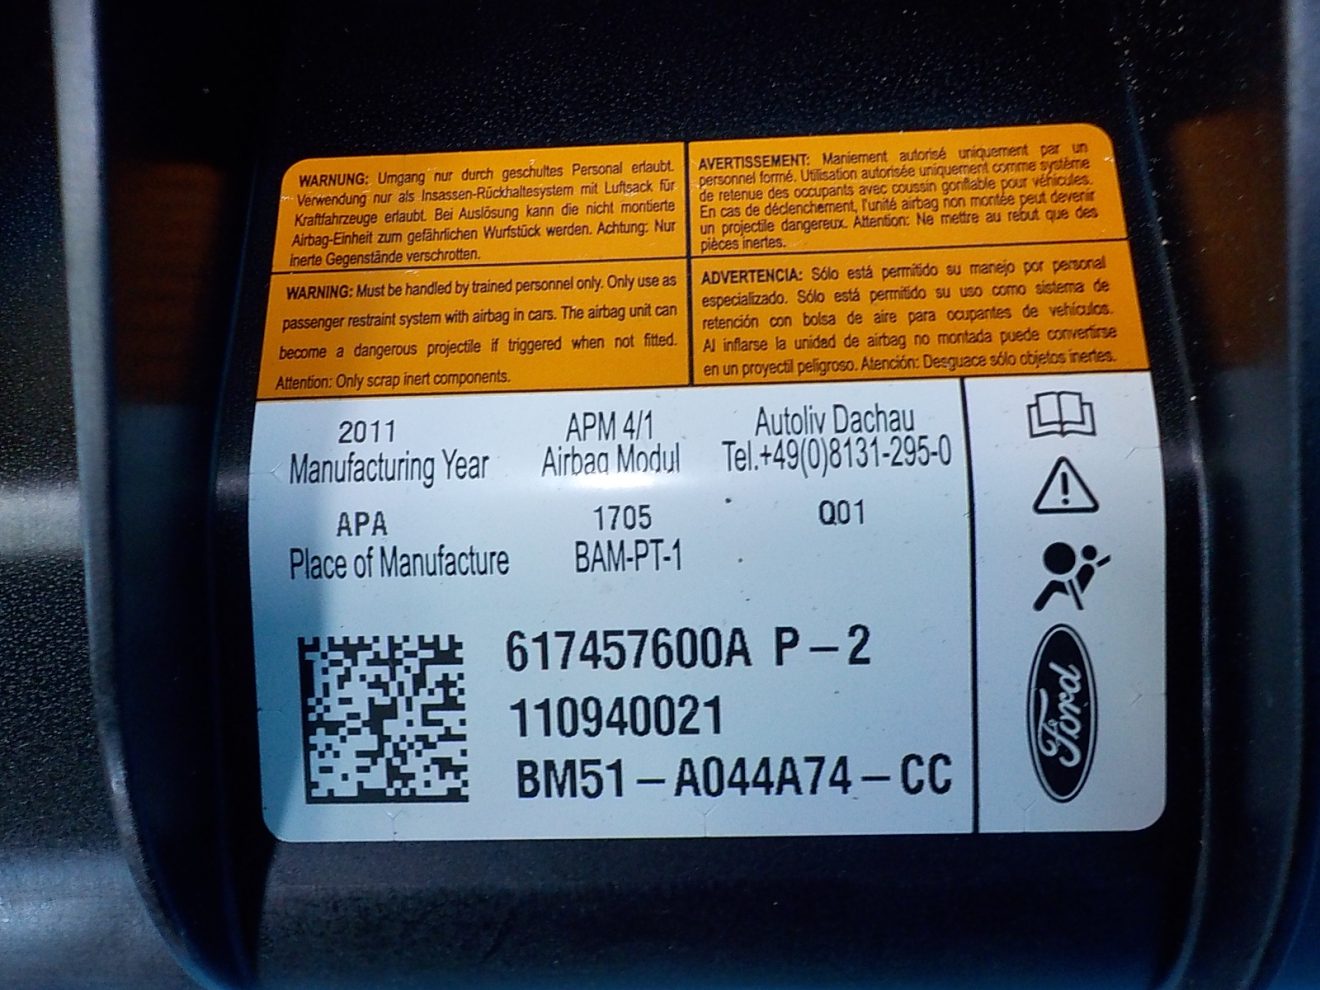 WARNUNG: Umgang nur durch geschultes Personal erlaubt.
Verwendung nur als Insassen-Rückhaltesystem mit Luftsack für
Kraftfahrzeuge erlaubt. Bei Auslösung kann die nicht montierte
Airbag-Einheit zum gefährlichen Wurfstück werden. Achtung: Nur
inerte Gegenstände verschrotten.
AVERTISSEMENT: Maniement autorisé uniquement par un
personnel formé. Utilisation autorisée uniquement comme système
de retenue des occupants avec coussin gonflable pour véhicules.
En cas de déclenchement, l'unité airbag non montée peut devenir
un projectile dangereux. Attention: Ne mettre au rebut que des
pièces inertes.
WARNING: Must be handled by trained personnel only. Only use as
passenger restraint system with airbag in cars. The airbag unit can
become a dangerous projectile if triggered when not fitted.
Attention: Only scrap inert components.
ADVERTENCIA: Sólo está permitido su manejo por personal
especializado. Sólo está permitido su uso como sistema de
retención con bolsa de aire para ocupantes de vehículos.
Al inflarse la unidad de airbag no montada puede convertirse
en un proyectil peligroso. Atención: Desguace sólo objetos inertes.
2011 APM 4/1 Autoliv Dachau
Manufacturing Year Airbag Modul Tel.+49(0)8131-295-0
APA 1705 Q01
Place of Manufacture BAM-PT-1
617457600A P-2
110940021
BM51-A044A74-CC
Ford